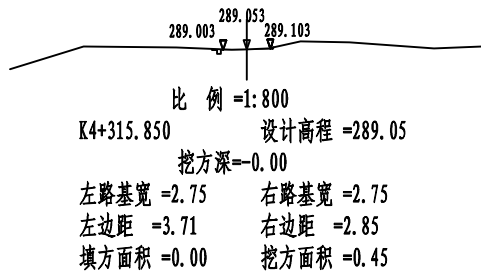 289.053
289.003 289.103
比 例 =1:800
K4+315.850 设计高程 =289.05
挖方深=-0.00
左路基宽 =2.75 右路基宽 =2.75
左边距 =3.71 右边距 =2.85
填方面积 =0.00 挖方面积 =0.45